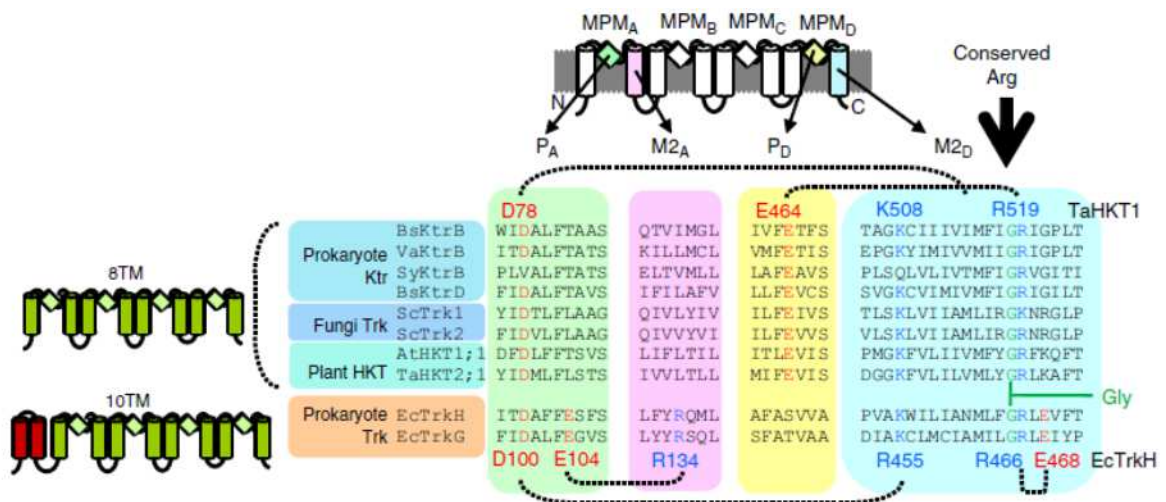 MPMA MPMB MPMC MPMD
Conserved
Arg
N C
PA M2A PD M2D
D78 E464 K508 R519 TaHKT1
8TM
Prokaryote
Ktr
BsKtrB WIDALFTAAS QTVIMGL IVFETFS TAGKCIIIVIMFIGRIGPLT
VaKtrB ITDALFTATS KILLMCL VMFETIS EPGKYIMIVVMFIGRIGPLT
SyKtrB PLVALFTATS ELTVMLL LAFEAVS PLSQLVLIVTMFIGRVGITI
BsKtrD FIDALFTAVS IFILAFV LLFEVCS SVGKCVIMIVMFIGRIGILT
Fungi Trk
ScTrk1 YIDTLFLAAG QIVLYIV ILFEIVS TLSKLVIIAMLIRGKNRGLP
ScTrk2 FIDVLFLAAG QIVVYVI ILFEVVS VLSKLVIIAMLIRGRNRGLP
Plant HKT
AtHKT1;1 DFDLFFTSVS LIFLTIL ITLEVIS PMGKFVLIIVMFYGRFKQFT
TaHKT2;1 YIDMLFLSTS IVVLTLL MIFEVIS DGGKFVLILVMLYGRLKAFT
Gly
10TM
Prokaryote
Trk
EcTrkH ITDAFFESFS LFYRQML AFASVVA PVAKWILIANMLFGRLEVFT
EcTrkG FIDALFEGVS LYYRSQL SFATVAA DIAKCLMCIAMILGRLEIYP
D100 E104 R134 R455 R466 E468 EcTrkH